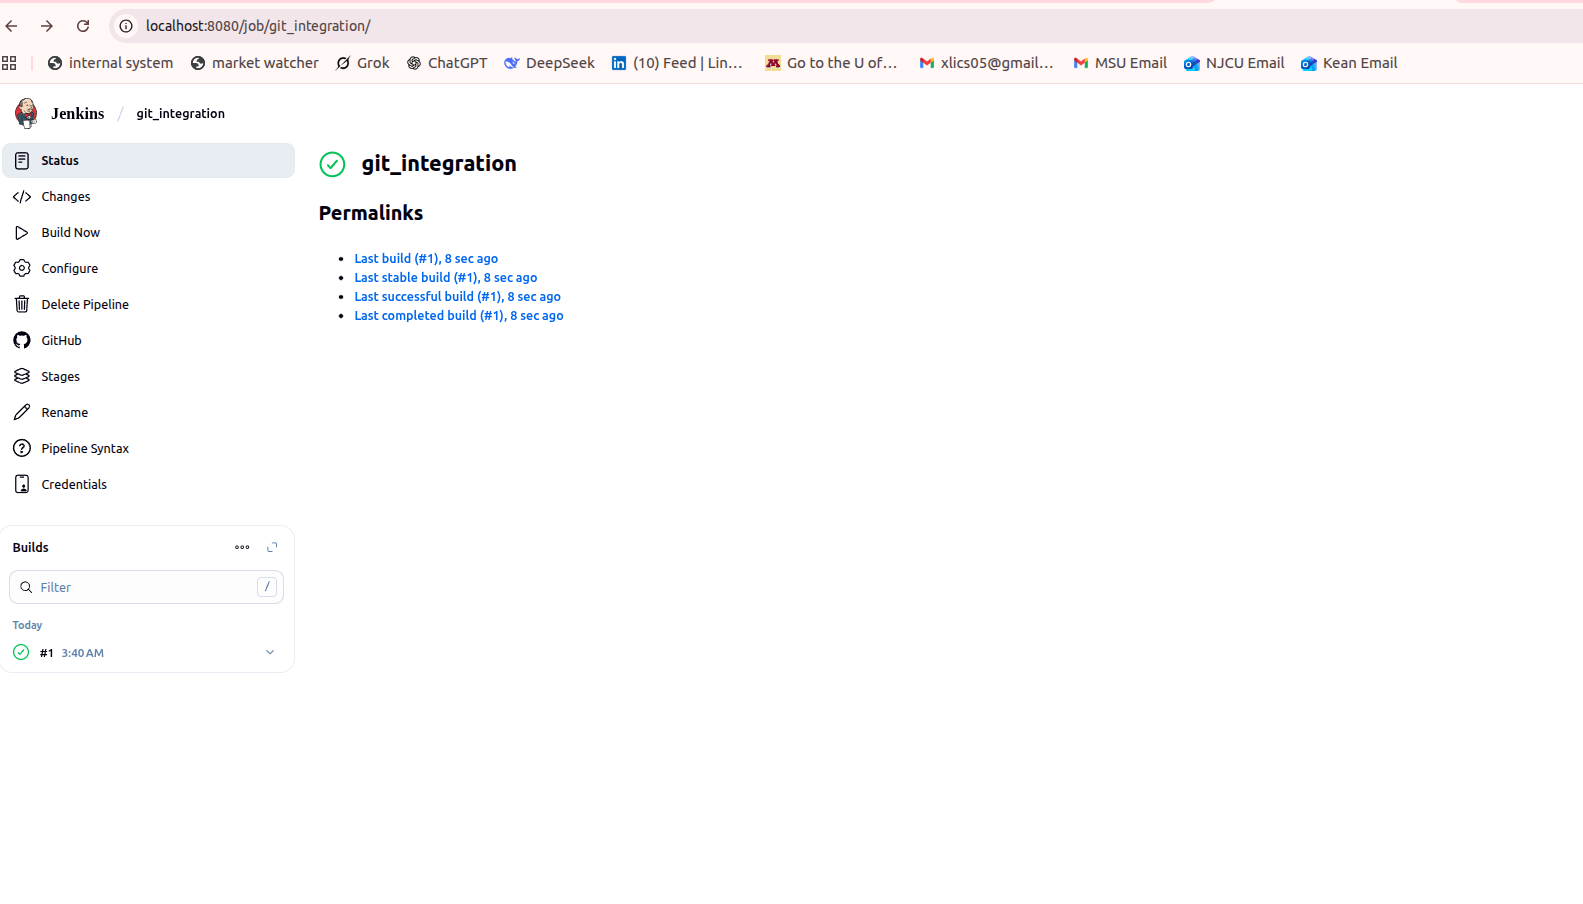 localhost:8080/job/git_integration/
internal system
market watcher
Grok
ChatGPT
DeepSeek
(10) Feed | Lin...
Go to the U of...
xlics05@gmail...
MSU Email
NJCU Email
Kean Email
Jenkins / git_integration
Status
Changes
Build Now
Configure
Delete Pipeline
GitHub
Stages
Rename
Pipeline Syntax
Credentials
Builds
Filter /
Today
#1 3:40 AM
git_integration
Permalinks
Last build (#1), 8 sec ago
Last stable build (#1), 8 sec ago
Last successful build (#1), 8 sec ago
Last completed build (#1), 8 sec ago